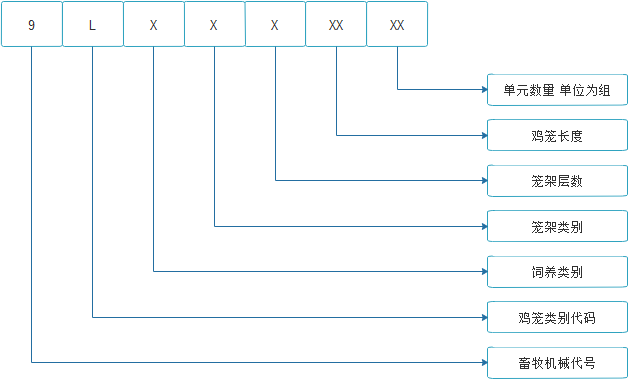 9 L X X X XX XX
单元数量 单位为组
鸡笼长度
笼架层数
笼架类别
饲养类别
鸡笼类别代码
畜牧机械代号